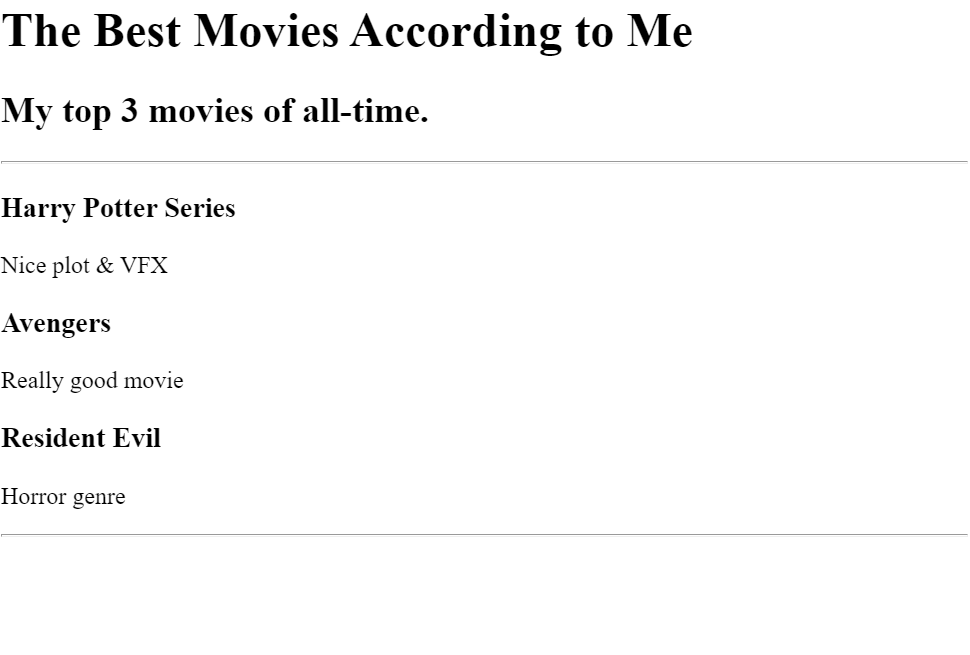 The Best Movies According to Me
My top 3 movies of all-time.
Harry Potter Series
Nice plot & VFX
Avengers
Really good movie
Resident Evil
Horror genre